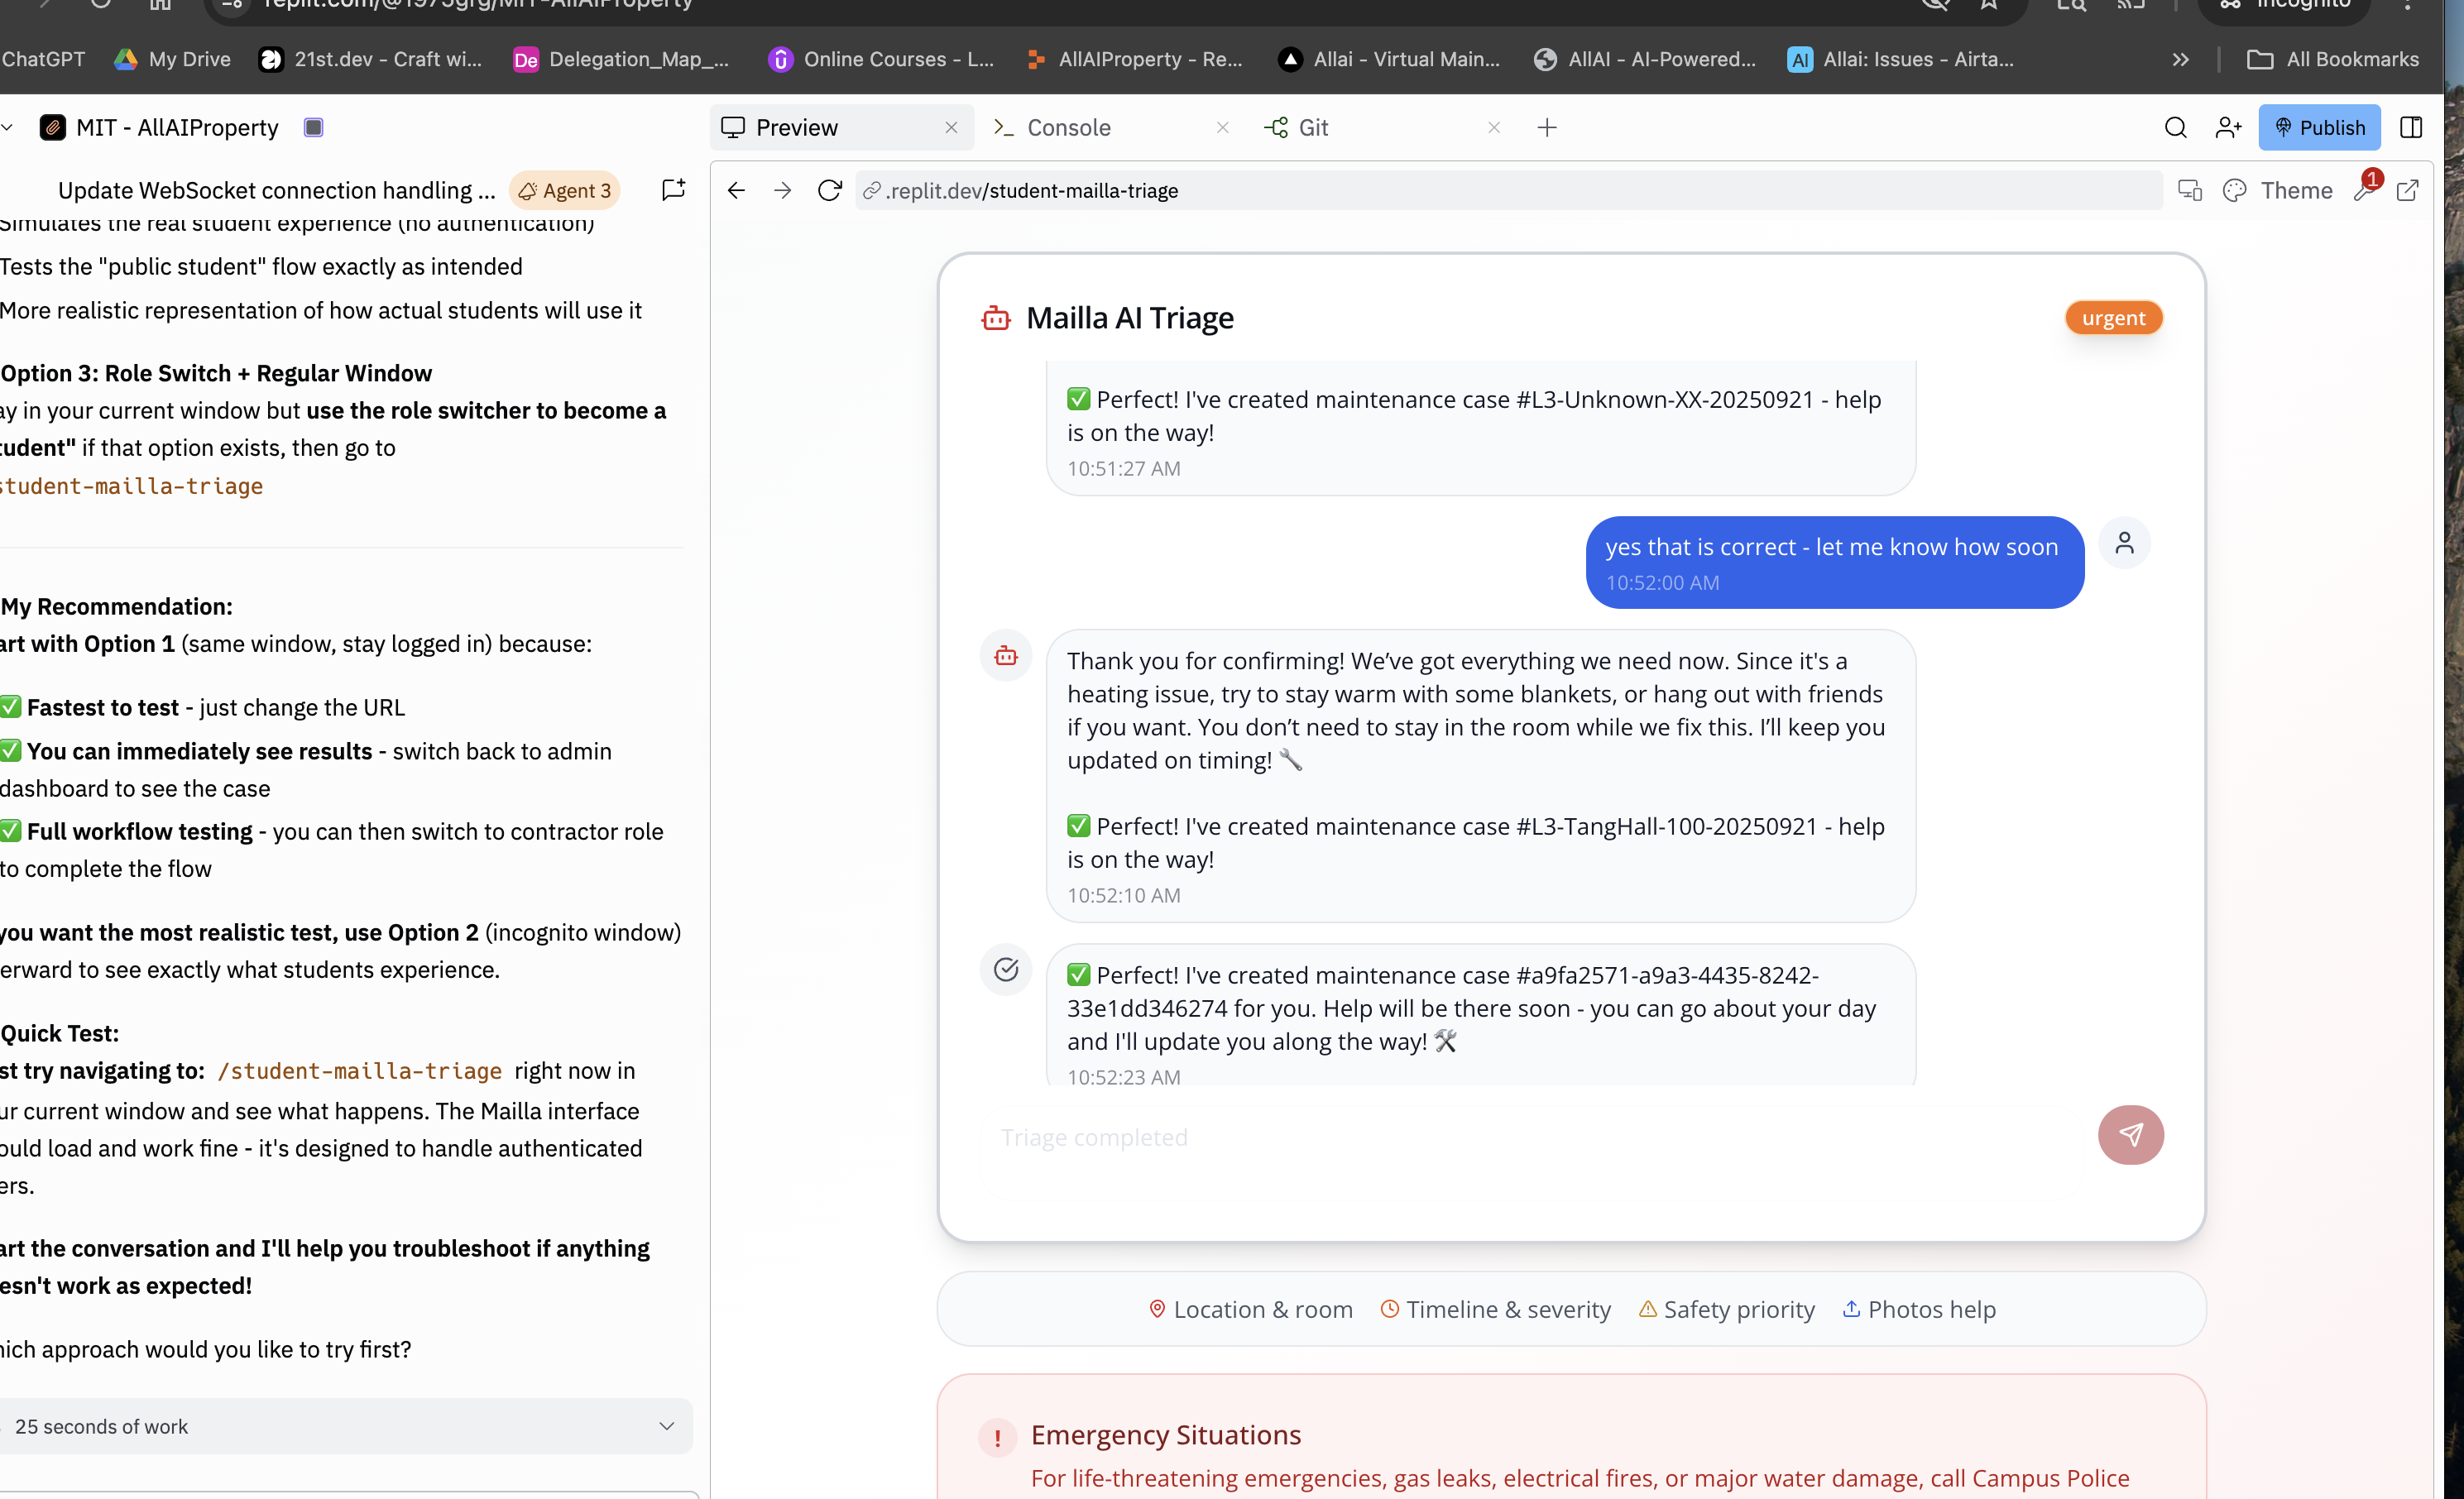 replit.com/@1975grg/MIT-AllAIProperty
Incognito
ChatGPT
My Drive
21st.dev - Craft wi...
De
Delegation_Map_...
Online Courses - L...
AllAIProperty - Re...
Allai - Virtual Main...
AllAI - AI-Powered...
AI
Allai: Issues - Airta...
All Bookmarks
MIT - AllAIProperty
Preview
Console
Git
Publish
Update WebSocket connection handling ...
Agent 3
.replit.dev/student-mailla-triage
Theme
1
Simulates the real student experience (no authentication)
Tests the "public student" flow exactly as intended
More realistic representation of how actual students will use it
Option 3: Role Switch + Regular Window
ay in your current window but use the role switcher to become a
tudent" if that option exists, then go to
student-mailla-triage
My Recommendation:
art with Option 1 (same window, stay logged in) because:
✅ Fastest to test - just change the URL
✅ You can immediately see results - switch back to admin
dashboard to see the case
✅ Full workflow testing - you can then switch to contractor role
to complete the flow
you want the most realistic test, use Option 2 (incognito window)
erward to see exactly what students experience.
Quick Test:
st try navigating to: /student-mailla-triage right now in
ur current window and see what happens. The Mailla interface
ould load and work fine - it's designed to handle authenticated
ers.
art the conversation and I'll help you troubleshoot if anything
esn't work as expected!
hich approach would you like to try first?
25 seconds of work
Mailla AI Triage
urgent
✅ Perfect! I've created maintenance case #L3-Unknown-XX-20250921 - help
is on the way!
10:51:27 AM
yes that is correct - let me know how soon
10:52:00 AM
Thank you for confirming! We’ve got everything we need now. Since it's a
heating issue, try to stay warm with some blankets, or hang out with friends
if you want. You don’t need to stay in the room while we fix this. I’ll keep you
updated on timing! 🔧
✅ Perfect! I've created maintenance case #L3-TangHall-100-20250921 - help
is on the way!
10:52:10 AM
✅ Perfect! I've created maintenance case #a9fa2571-a9a3-4435-8242-
33e1dd346274 for you. Help will be there soon - you can go about your day
and I'll update you along the way! 🛠️
10:52:23 AM
Triage completed
Location & room
Timeline & severity
Safety priority
Photos help
Emergency Situations
For life-threatening emergencies, gas leaks, electrical fires, or major water damage, call Campus Police